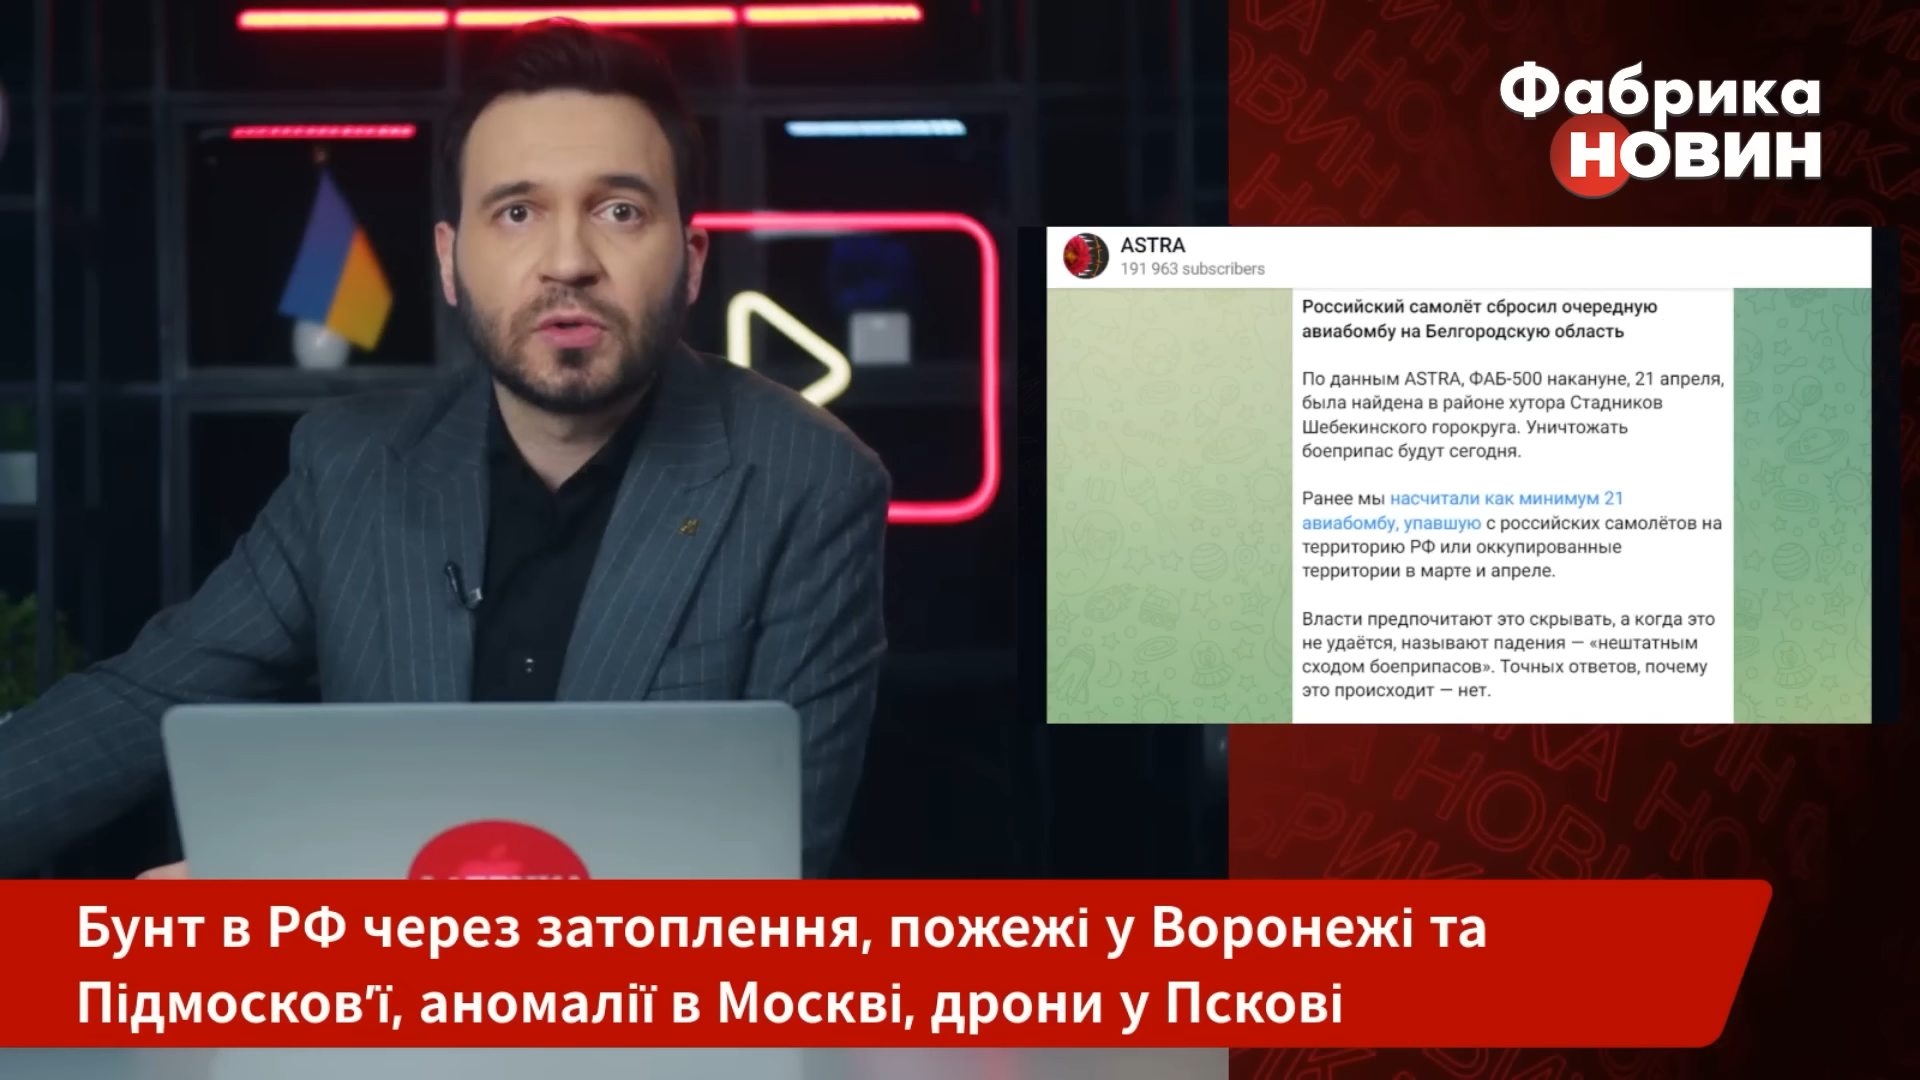 Фабрика
новин
ASTRA
191 963 subscribers
Российский самолёт сбросил очередную
авиабомбу на Белгородскую область
По данным ASTRA, ФАБ-500 накануне, 21 апреля,
была найдена в районе хутора Стадников
Шебекинского горокруга. Уничтожать
боеприпас будут сегодня.
Ранее мы насчитали как минимум 21
авиабомбу, упавшую с российских самолётов на
территорию РФ или оккупированные
территории в марте и апреле.
Власти предпочитают это скрывать, а когда это
не удаётся, называют падения — «нештатным
сходом боеприпасов». Точных ответов, почему
это происходит — нет.
Бунт в РФ через затоплення, пожежі у Воронежі та
Підмосков’ї, аномалії в Москві, дрони у Пскові